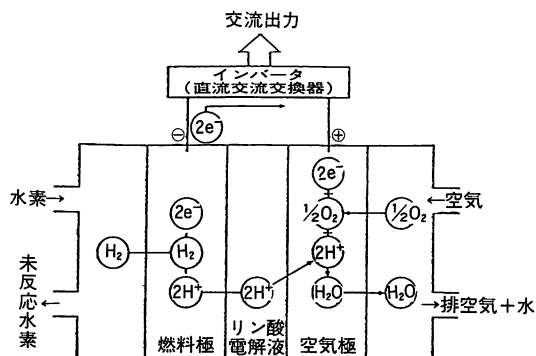 交流出力
インバータ
(直流交流交換器)
⊖
2e⁻
⊕
2e⁻
水素→
2e⁻
½O₂
½O₂
←空気
H₂
H₂
2H⁺
未反応水素
←
2H⁺
2H⁺
H₂O
H₂O
→排空気+水
燃料極
リン酸
電解液
空気極